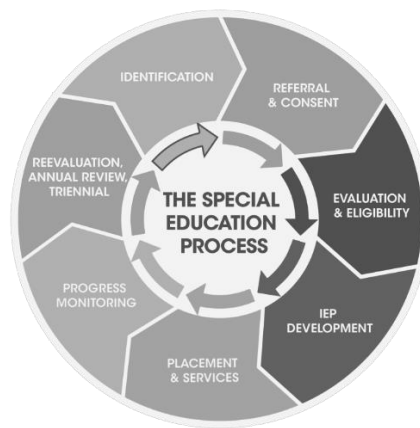 THE SPECIAL
EDUCATION
PROCESS
IDENTIFICATION
REFERRAL
& CONSENT
EVALUATION
& ELIGIBILITY
IEP
DEVELOPMENT
PLACEMENT
& SERVICES
PROGRESS
MONITORING
REEVALUATION,
ANNUAL REVIEW,
TRIENNIAL